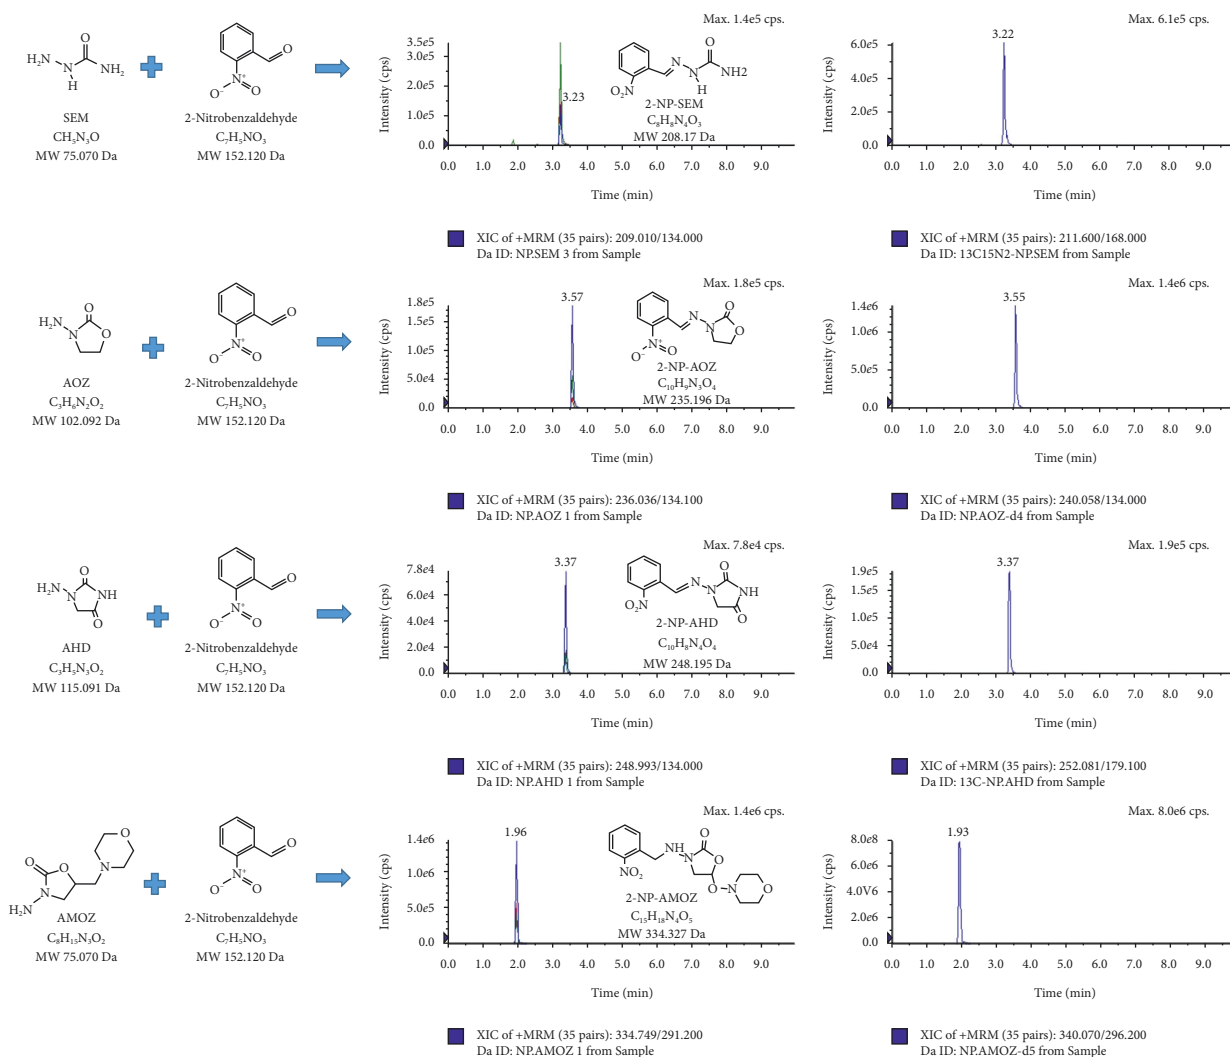 Max. 1.4e5 cps.
Max. 6.1e5 cps.
H2N
N
H
O
NH2
SEM
CH5N3O
MW 75.070 Da
O
N+
O-
O
2-Nitrobenzaldehyde
C7H5NO3
MW 152.120 Da
Intensity (cps)
3.5e5
3.0e5
2.0e5
1.0e5
0.0
3.23
O2N
N
N
H
O
NH2
2-NP-SEM
C8H8N4O3
MW 208.17 Da
0.0 1.0 2.0 3.0 4.0 5.0 6.0 7.0 8.0 9.0
Time (min)
XIC of +MRM (35 pairs): 209.010/134.000
Da ID: NP.SEM 3 from Sample
Intensity (cps)
6.0e5
4.0e5
2.0e5
0.0
3.22
0.0 1.0 2.0 3.0 4.0 5.0 6.0 7.0 8.0 9.0
Time (min)
XIC of +MRM (35 pairs): 211.600/168.000
Da ID: 13C15N2-NP.SEM from Sample
Max. 1.8e5 cps.
Max. 1.4e6 cps.
H2N
N
O
O
AOZ
C3H6N2O2
MW 102.092 Da
O
N+
O-
O
2-Nitrobenzaldehyde
C7H5NO3
MW 152.120 Da
Intensity (cps)
1.8e5
1.5e5
1.0e5
5.0e4
0.0
3.57
N
N
O
O
N+
O-
O
2-NP-AOZ
C10H9N3O4
MW 235.196 Da
0.0 1.0 2.0 3.0 4.0 5.0 6.0 7.0 8.0 9.0
Time (min)
XIC of +MRM (35 pairs): 236.036/134.100
Da ID: NP.AOZ 1 from Sample
Intensity (cps)
1.4e6
1.0e6
5.0e5
0.0
3.55
0.0 1.0 2.0 3.0 4.0 5.0 6.0 7.0 8.0 9.0
Time (min)
XIC of +MRM (35 pairs): 240.058/134.000
Da ID: NP.AOZ-d4 from Sample
Max. 7.8e4 cps.
Max. 1.9e5 cps.
H2N
N
O
NH
O
AHD
C3H5N3O2
MW 115.091 Da
O
N+
O-
O
2-Nitrobenzaldehyde
C7H5NO3
MW 152.120 Da
Intensity (cps)
7.8e4
6.0e4
4.0e4
2.0e4
0.0
3.37
NO2
N
N
O
NH
O
2-NP-AHD
C10H8N4O4
MW 248.195 Da
0.0 1.0 2.0 3.0 4.0 5.0 6.0 7.0 8.0 9.0
Time (min)
XIC of +MRM (35 pairs): 248.993/134.000
Da ID: NP.AHD 1 from Sample
Intensity (cps)
1.9e5
1.5e5
1.0e5
5.0e4
0.0
3.37
0.0 1.0 2.0 3.0 4.0 5.0 6.0 7.0 8.0 9.0
Time (min)
XIC of +MRM (35 pairs): 252.081/179.100
Da ID: 13C-NP.AHD from Sample
Max. 1.4e6 cps.
Max. 8.0e6 cps.
O
O
N
O
N
H2N
AMOZ
C8H15N3O2
MW 75.070 Da
O
N+
O-
O
2-Nitrobenzaldehyde
C7H5NO3
MW 152.120 Da
Intensity (cps)
1.4e6
1.0e6
5.0e5
0.0
1.96
NO2
NH
N
O
O
O
N
O
2-NP-AMOZ
C15H18N4O5
MW 334.327 Da
0.0 1.0 2.0 3.0 4.0 5.0 6.0 7.0 8.0 9.0
Time (min)
XIC of +MRM (35 pairs): 334.749/291.200
Da ID: NP.AMOZ 1 from Sample
Intensity (cps)
8.0e8
6.0e6
4.0V6
2.0e6
0.0
1.93
0.0 1.0 2.0 3.0 4.0 5.0 6.0 7.0 8.0 9.0
Time (min)
XIC of +MRM (35 pairs): 340.070/296.200
Da ID: NP.AMOZ-d5 from Sample